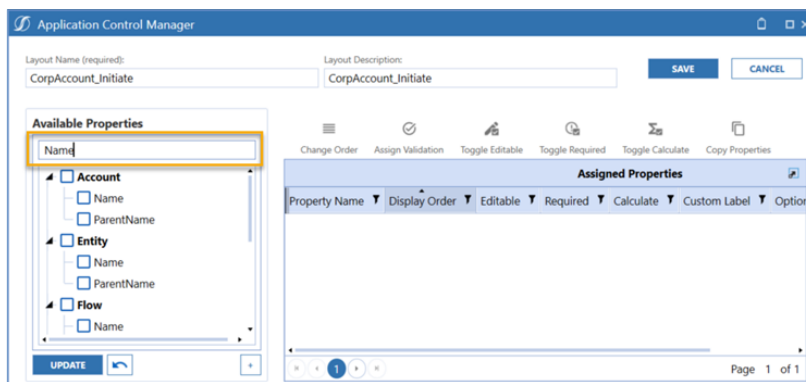 Application Control Manager
Layout Name (required):
Layout Description:
CorpAccount_Initiate
CorpAccount_Initiate
SAVE
CANCEL
Available Properties
Name
Change Order
Assign Validation
Toggle Editable
Toggle Required
Toggle Calculate
Copy Properties
Account
Name
ParentName
Entity
Name
ParentName
Flow
Name
Assigned Properties
Property Name
Display Order
Editable
Required
Calculate
Custom Label
Option
UPDATE
+
1
Page 1 of 1